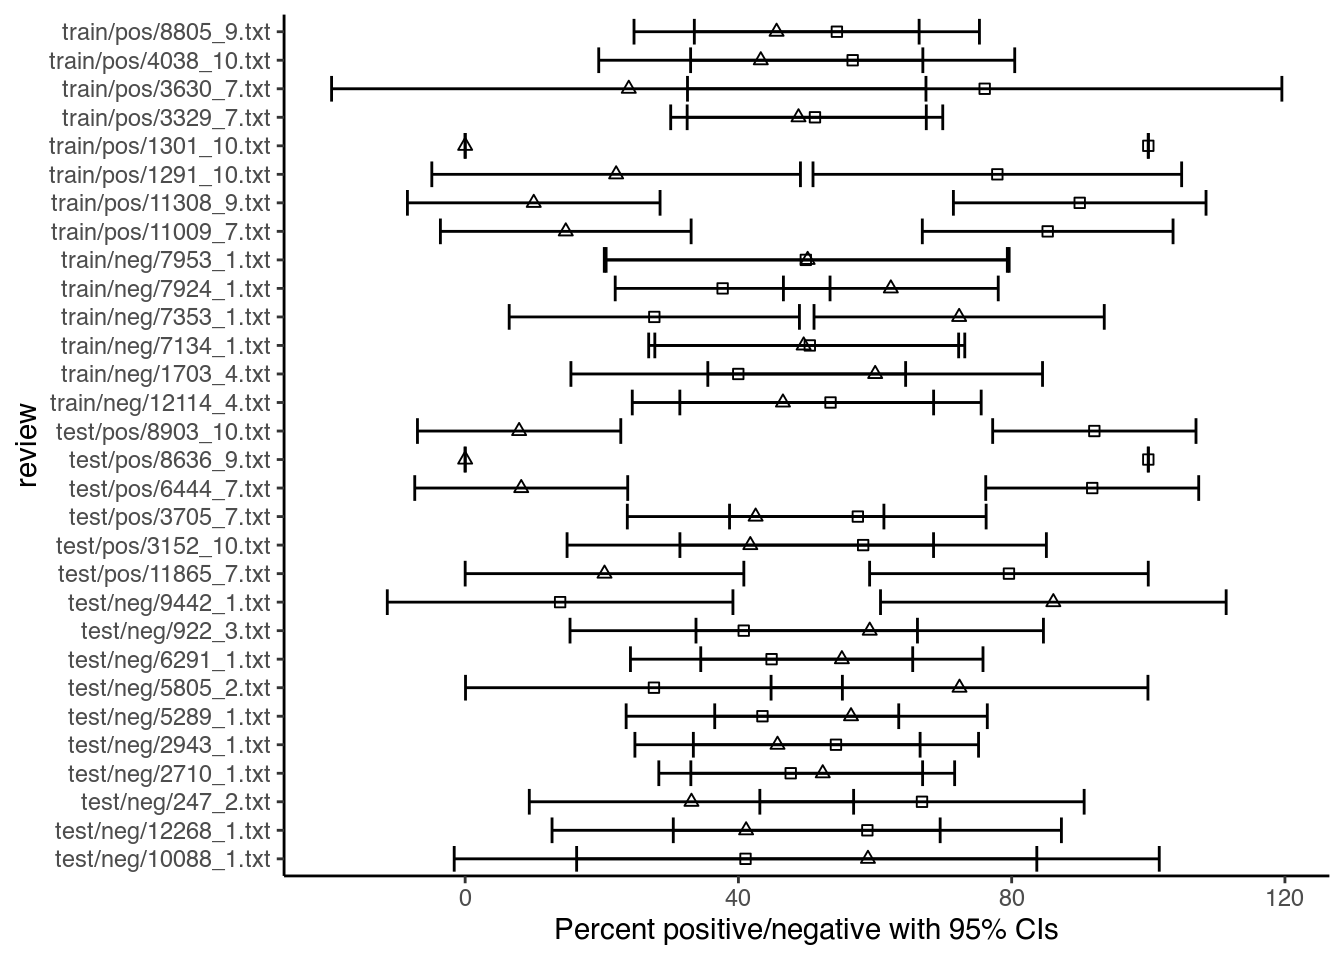 train/pos/8805_9.txt
train/pos/4038_10.txt
train/pos/3630_7.txt
train/pos/3329_7.txt
train/pos/1301_10.txt
train/pos/1291_10.txt
train/pos/11308_9.txt
train/pos/11009_7.txt
train/neg/7953_1.txt
train/neg/7924_1.txt
train/neg/7353_1.txt
train/neg/7134_1.txt
train/neg/1703_4.txt
train/neg/12114_4.txt
test/pos/8903_10.txt
test/pos/8636_9.txt
test/pos/6444_7.txt
test/pos/3705_7.txt
test/pos/3152_10.txt
test/pos/11865_7.txt
test/neg/9442_1.txt
test/neg/922_3.txt
test/neg/6291_1.txt
test/neg/5805_2.txt
test/neg/5289_1.txt
test/neg/2943_1.txt
test/neg/2710_1.txt
test/neg/247_2.txt
test/neg/12268_1.txt
test/neg/10088_1.txt
review
0 40 80 120
Percent positive/negative with 95% CIs